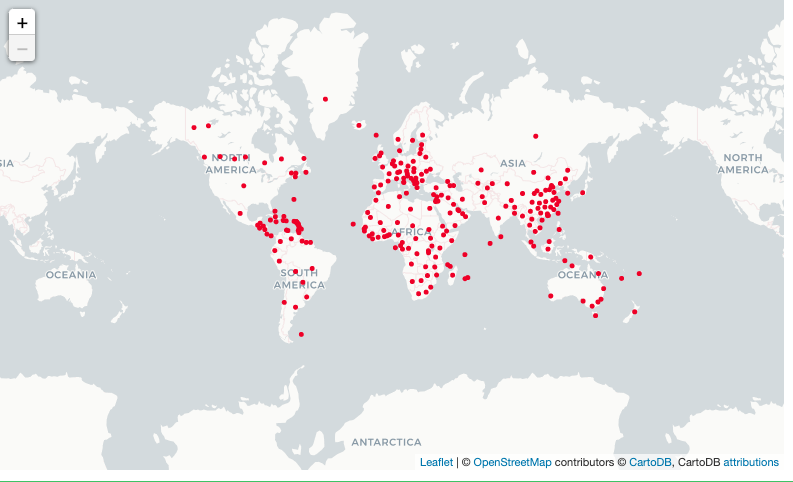 +
−
SIA
NORTH
AMERICA
ASIA
NORTH
AMERICA
AFRICA
OCEANIA
SOUTH
AMERICA
OCEANIA
ANTARCTICA
Leaflet | © OpenStreetMap contributors © CartoDB, CartoDB attributions